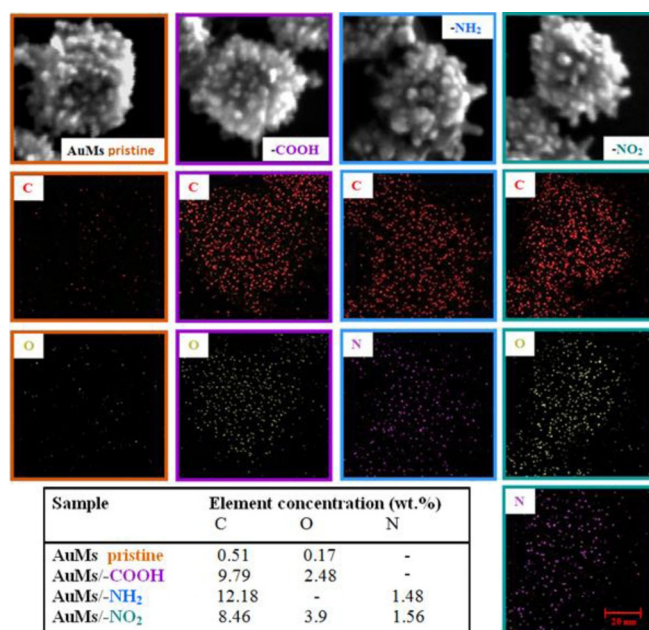 AuMs pristine
-COOH
-NH₂
-NO₂
C
C
C
C
O
O
N
O
N
20 nm
Sample Element concentration (wt.%)
C O N
AuMs pristine 0.51 0.17 -
AuMs/-COOH 9.79 2.48 -
AuMs/-NH₂ 12.18 - 1.48
AuMs/-NO₂ 8.46 3.9 1.56